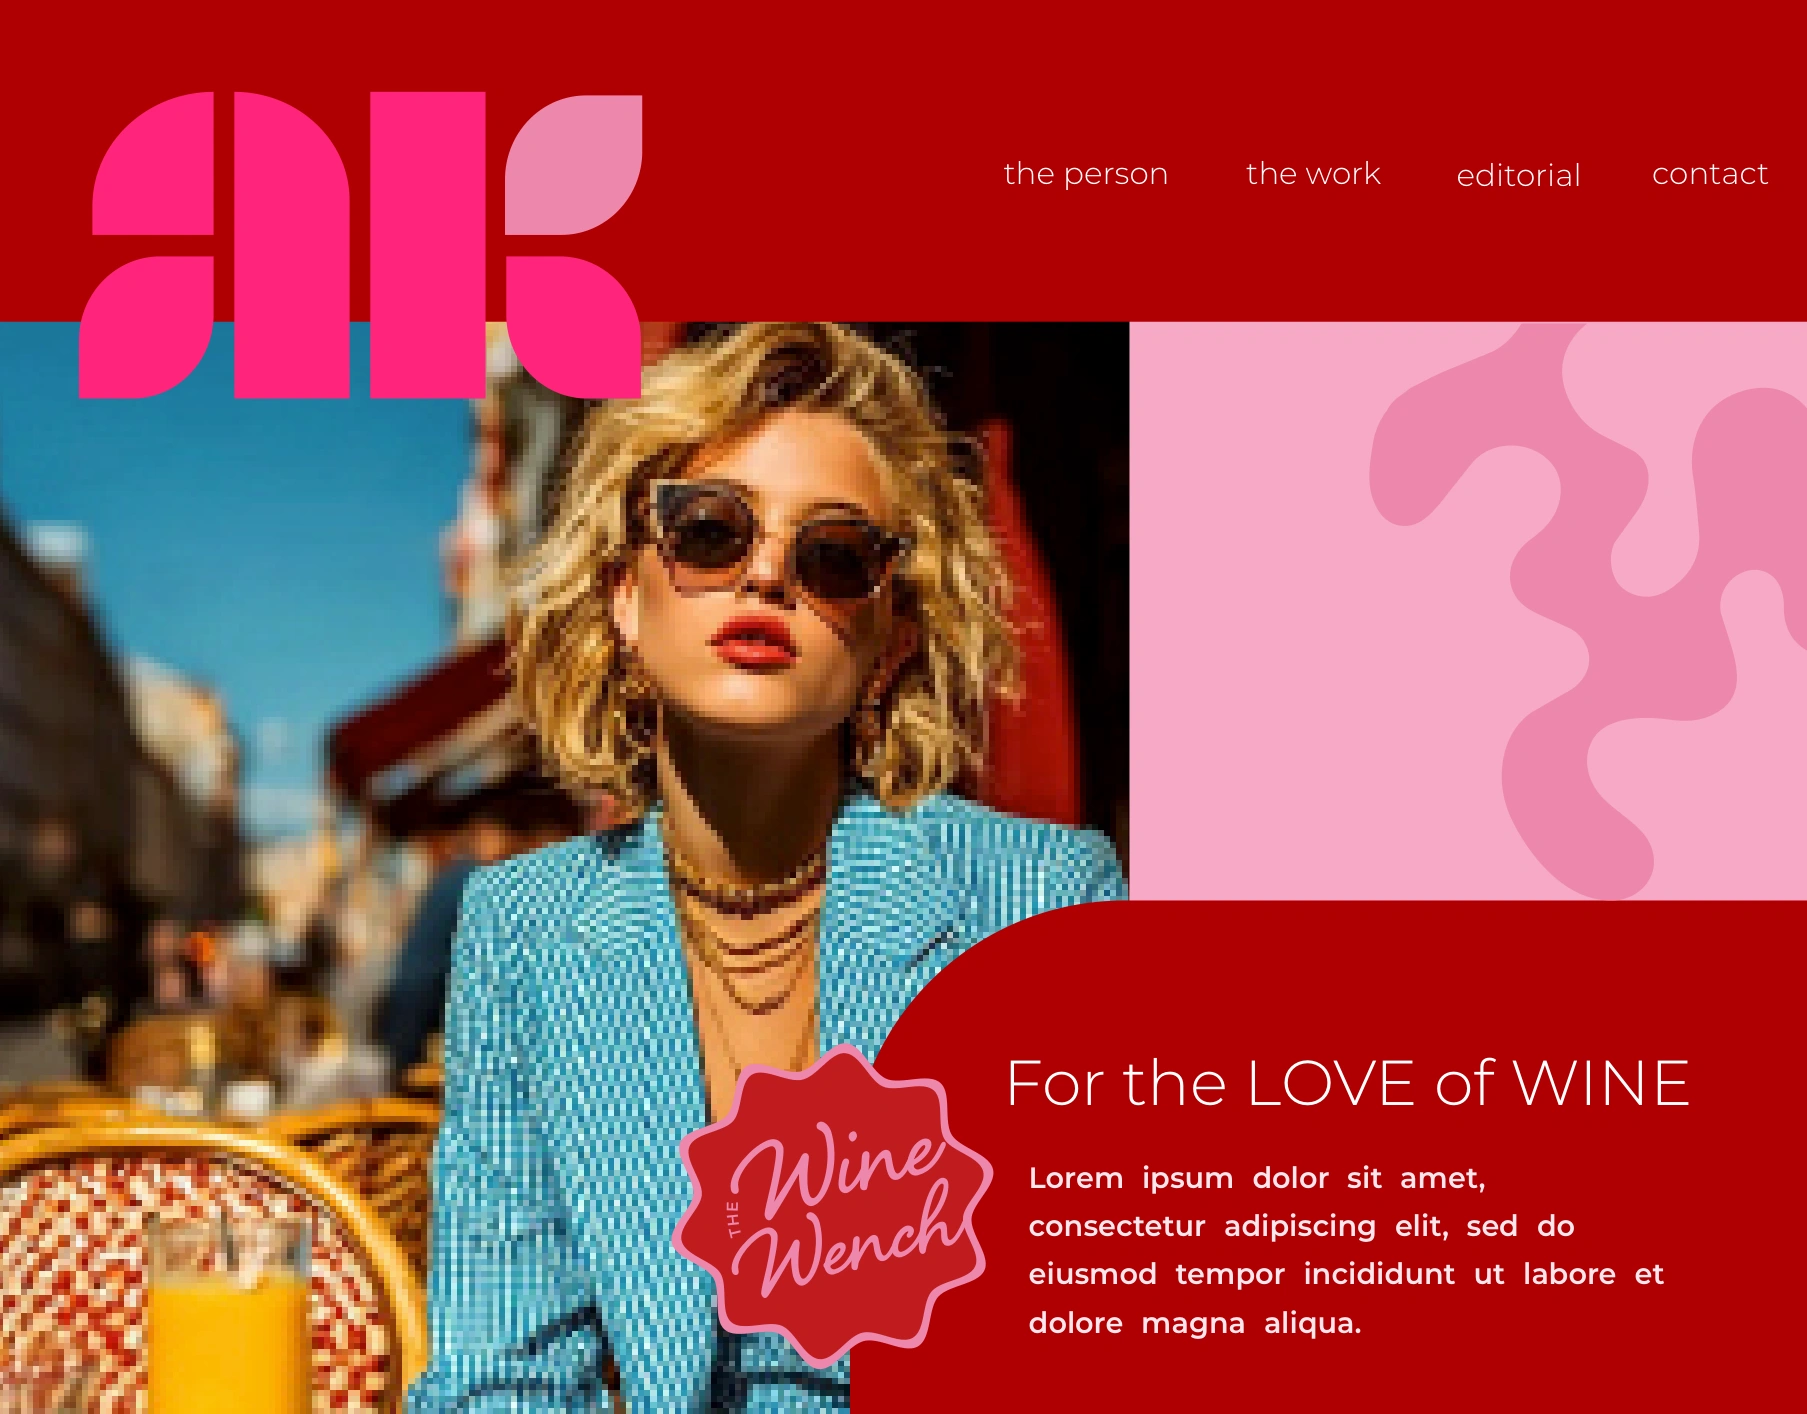 ak
the person
the work
editorial
contact
THE
Wine
Wench
For the LOVE of WINE
Lorem ipsum dolor sit amet,
consectetur adipiscing elit, sed do
eiusmod tempor incididunt ut labore et
dolore magna aliqua.